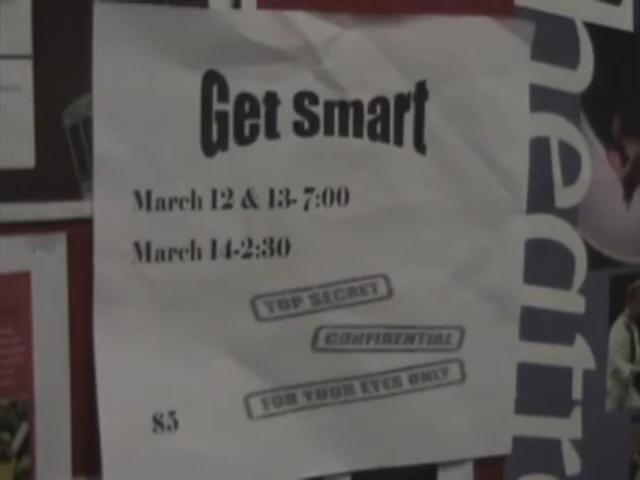 Get Smart
March 12 & 13- 7:00
March 14-2:30
TOP SECRET
CONFIDENTIAL
FOR YOUR EYES ONLY
$5
heatre